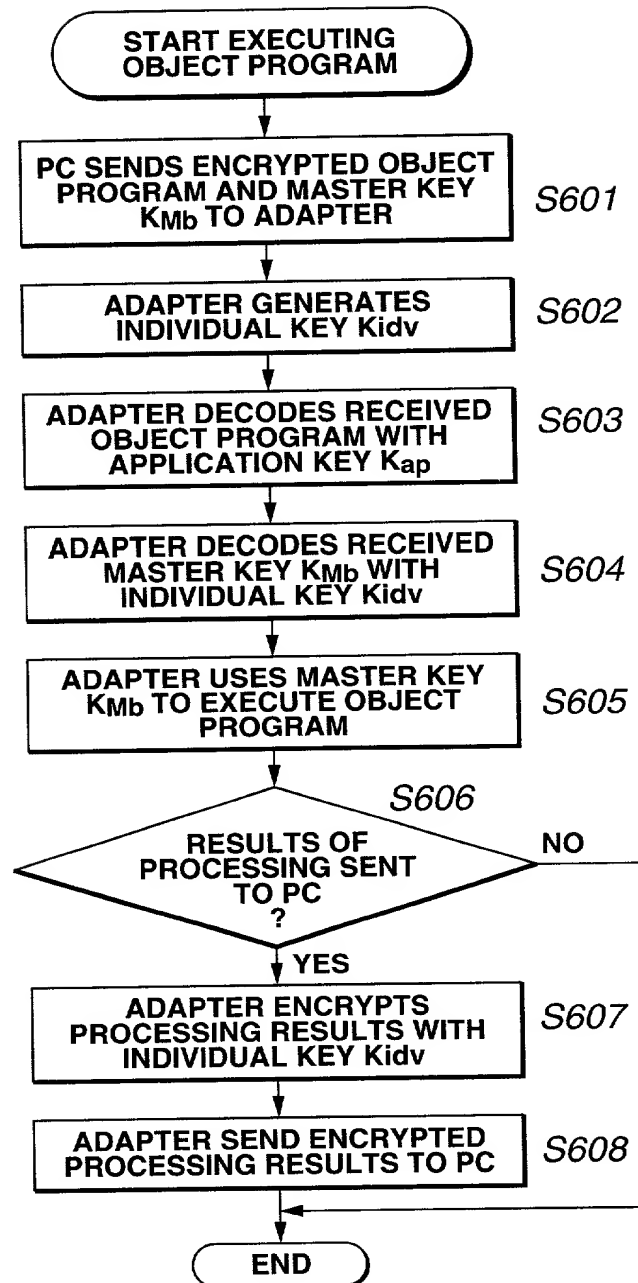 START EXECUTING
OBJECT PROGRAM
PC SENDS ENCRYPTED OBJECT
PROGRAM AND MASTER KEY
KMb TO ADAPTER
S601
ADAPTER GENERATES
INDIVIDUAL KEY Kidv
S602
ADAPTER DECODES RECEIVED
OBJECT PROGRAM WITH
APPLICATION KEY Kap
S603
ADAPTER DECODES RECEIVED
MASTER KEY KMb WITH
INDIVIDUAL KEY Kidv
S604
ADAPTER USES MASTER KEY
KMb TO EXECUTE OBJECT
PROGRAM
S605
S606
RESULTS OF
PROCESSING SENT
TO PC
?
NO
YES
ADAPTER ENCRYPTS
PROCESSING RESULTS WITH
INDIVIDUAL KEY Kidv
S607
ADAPTER SEND ENCRYPTED
PROCESSING RESULTS TO PC
S608
END